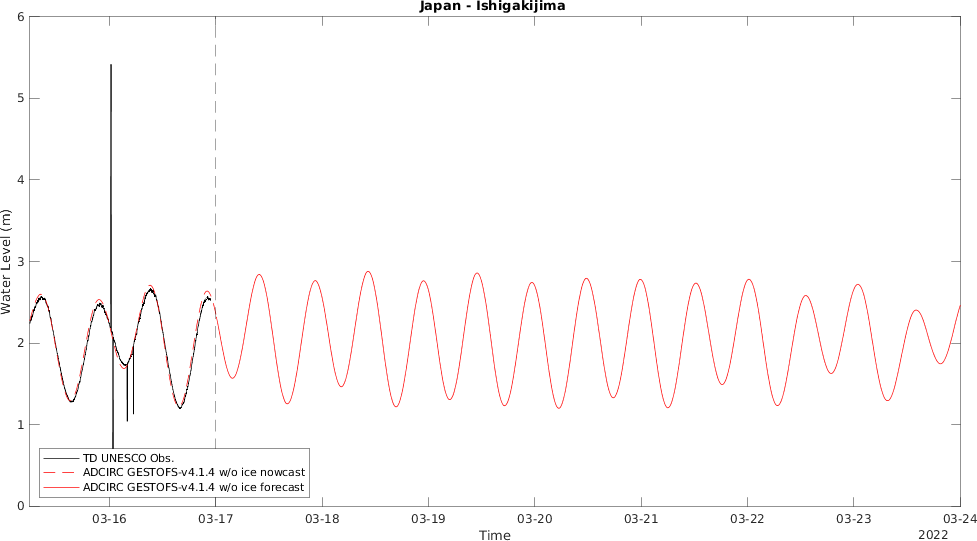 Japan - Ishigakijima
6
5
4
3
2
1
0
Water Level (m)
TD UNESCO Obs.
ADCIRC GESTOFS-v4.1.4 w/o ice nowcast
ADCIRC GESTOFS-v4.1.4 w/o ice forecast
03-16 03-17 03-18 03-19 03-20 03-21 03-22 03-23 03-24
Time
2022